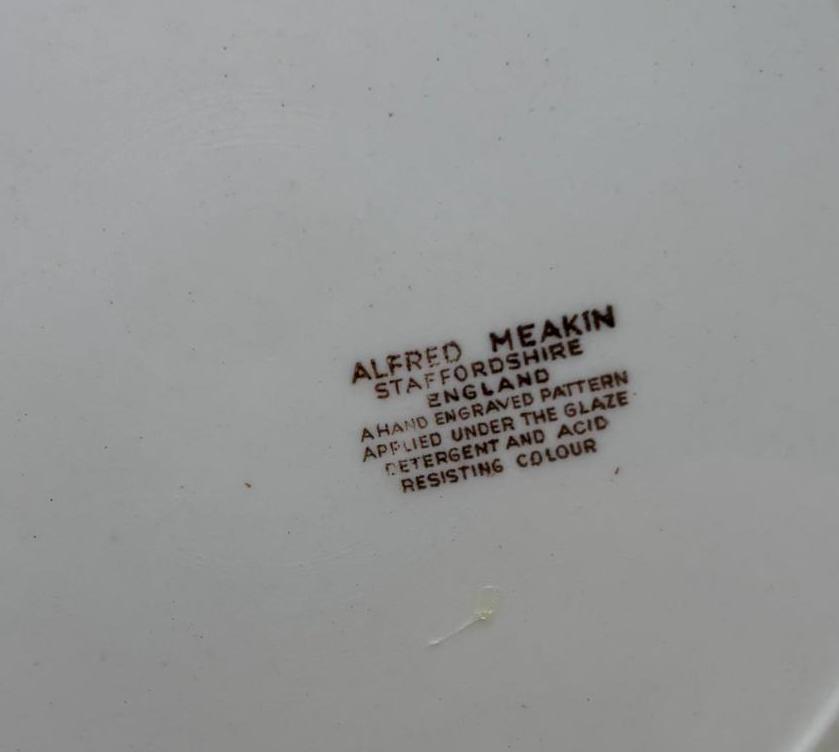 ALFRED MEAKIN
STAFFORDSHIRE
ENGLAND
A HAND ENGRAVED PATTERN
APPLIED UNDER THE GLAZE
DETERGENT AND ACID
RESISTING COLOUR